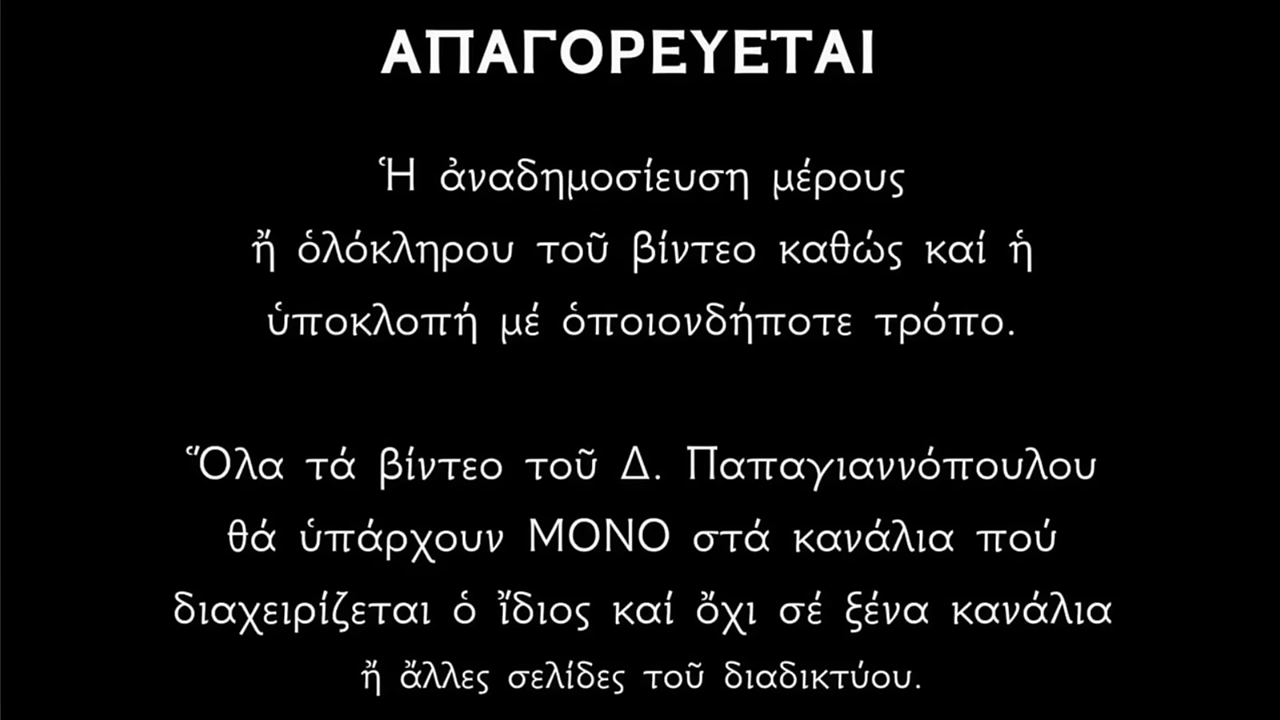 ΑΠΑΓΟΡΕΥΕΤΑΙ
Ἡ ἀναδημοσίευση μέρους
ἤ ὁλόκληρου τοῦ βίντεο καθώς καί ἡ
ὑποκλοπή μέ ὁποιονδήποτε τρόπο.
Ὅλα τά βίντεο τοῦ Δ. Παπαγιαννόπουλου
θά ὑπάρχουν ΜΟΝΟ στά κανάλια πού
διαχειρίζεται ὁ ἴδιος καί ὄχι σέ ξένα κανάλια
ἤ ἄλλες σελίδες τοῦ διαδικτύου.